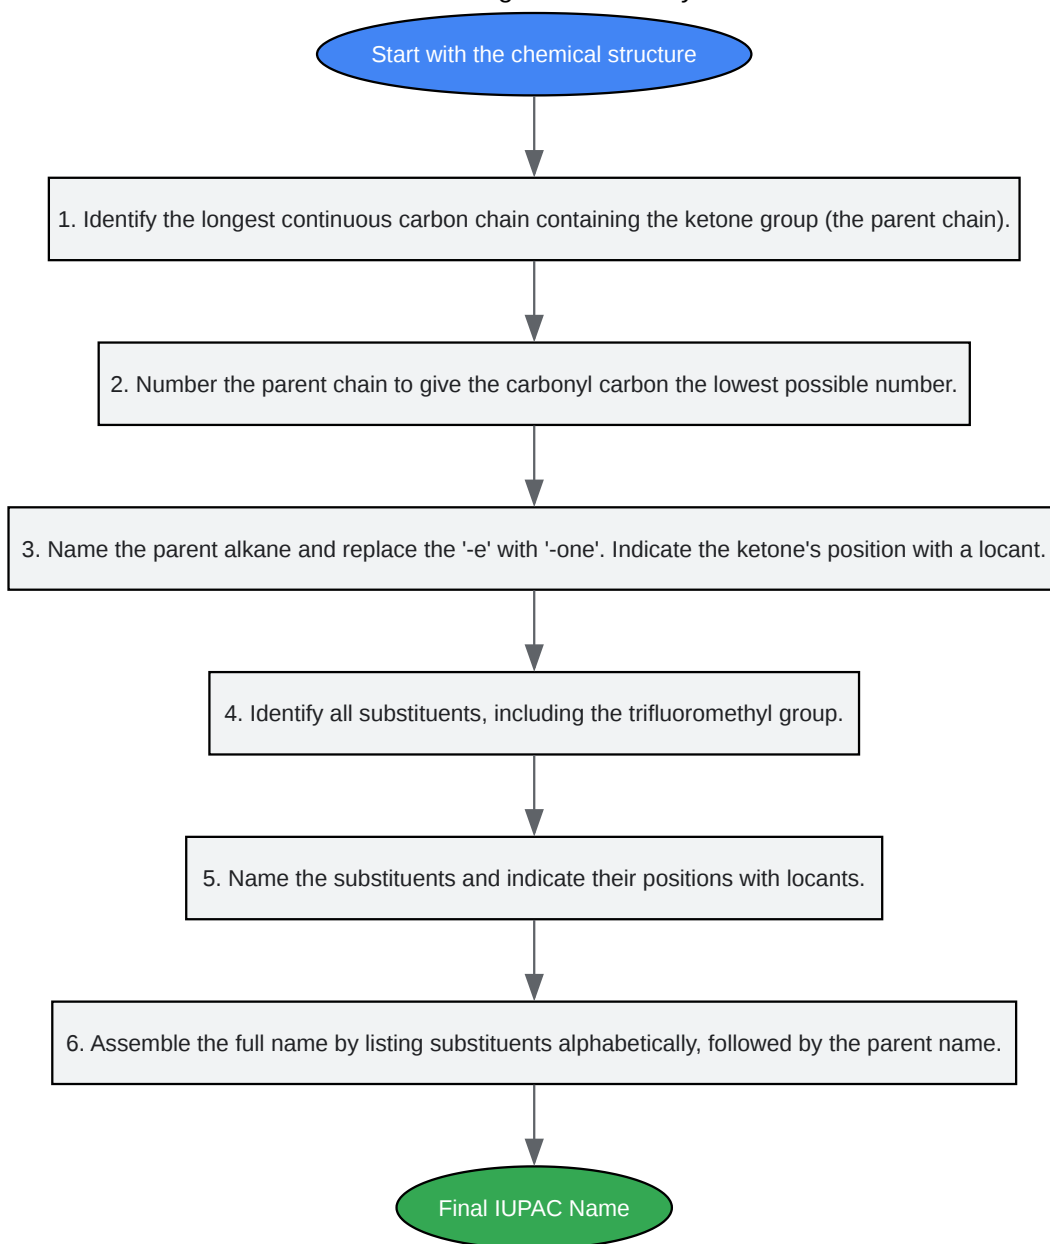 Start with the chemical structure
1. Identify the longest continuous carbon chain containing the ketone group (the parent chain).
2. Number the parent chain to give the carbonyl carbon the lowest possible number.
3. Name the parent alkane and replace the '-e' with '-one'. Indicate the ketone's position with a locant.
4. Identify all substituents, including the trifluoromethyl group.
5. Name the substituents and indicate their positions with locants.
6. Assemble the full name by listing substituents alphabetically, followed by the parent name.
Final IUPAC Name